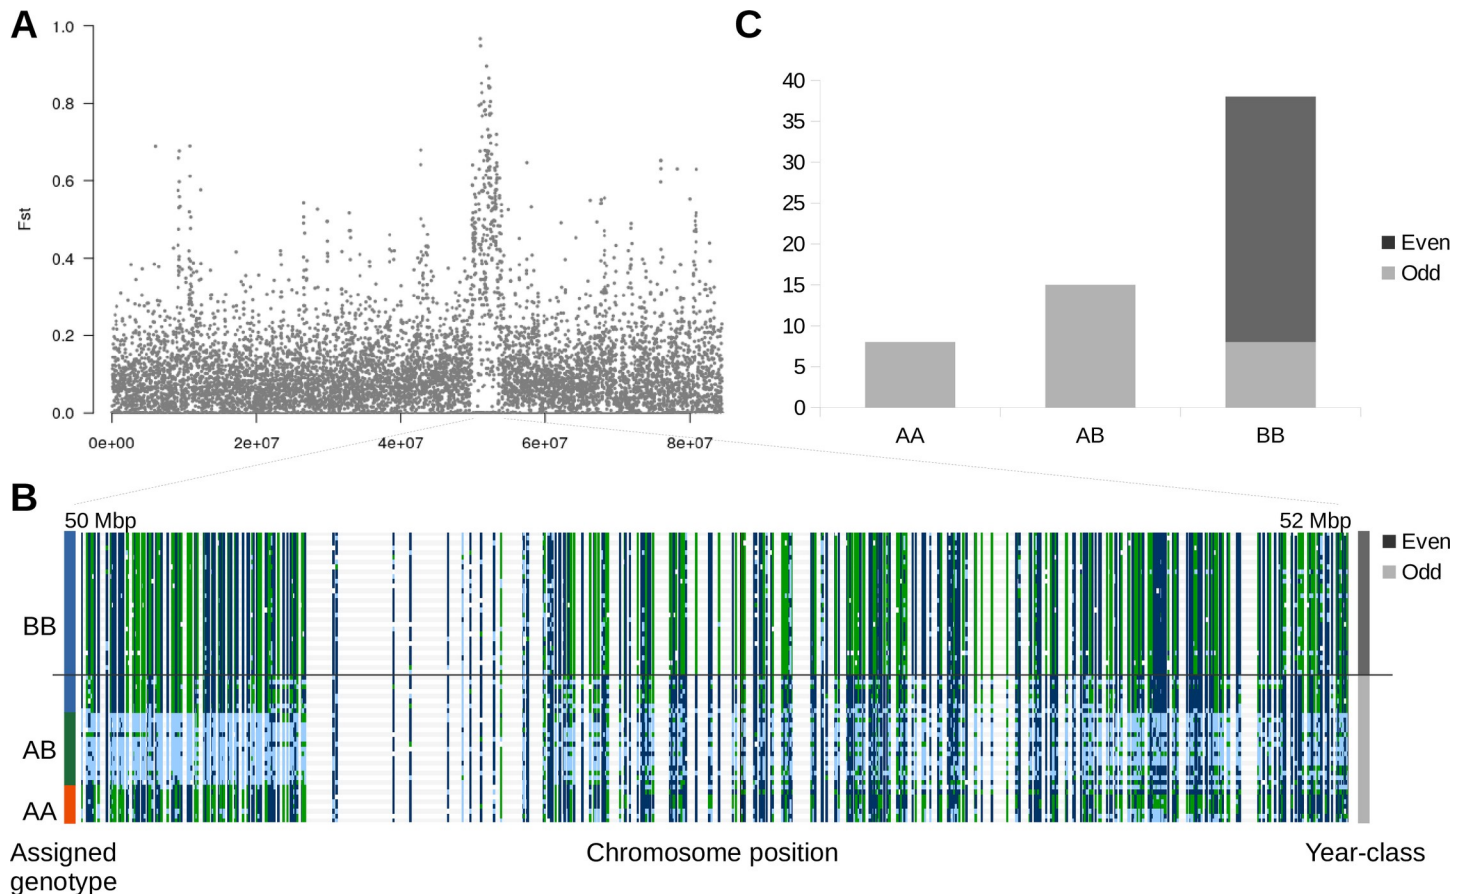 A
1.0
0.8
0.6
0.4
0.2
0.0
Fst
0e+00 2e+07 4e+07 6e+07 8e+07
C
40
35
30
25
20
15
10
5
0
AA AB BB
Even
Odd
B
50 Mbp 52 Mbp
Even
Odd
BB
AB
AA
Assigned
genotype
Chromosome position
Year-class